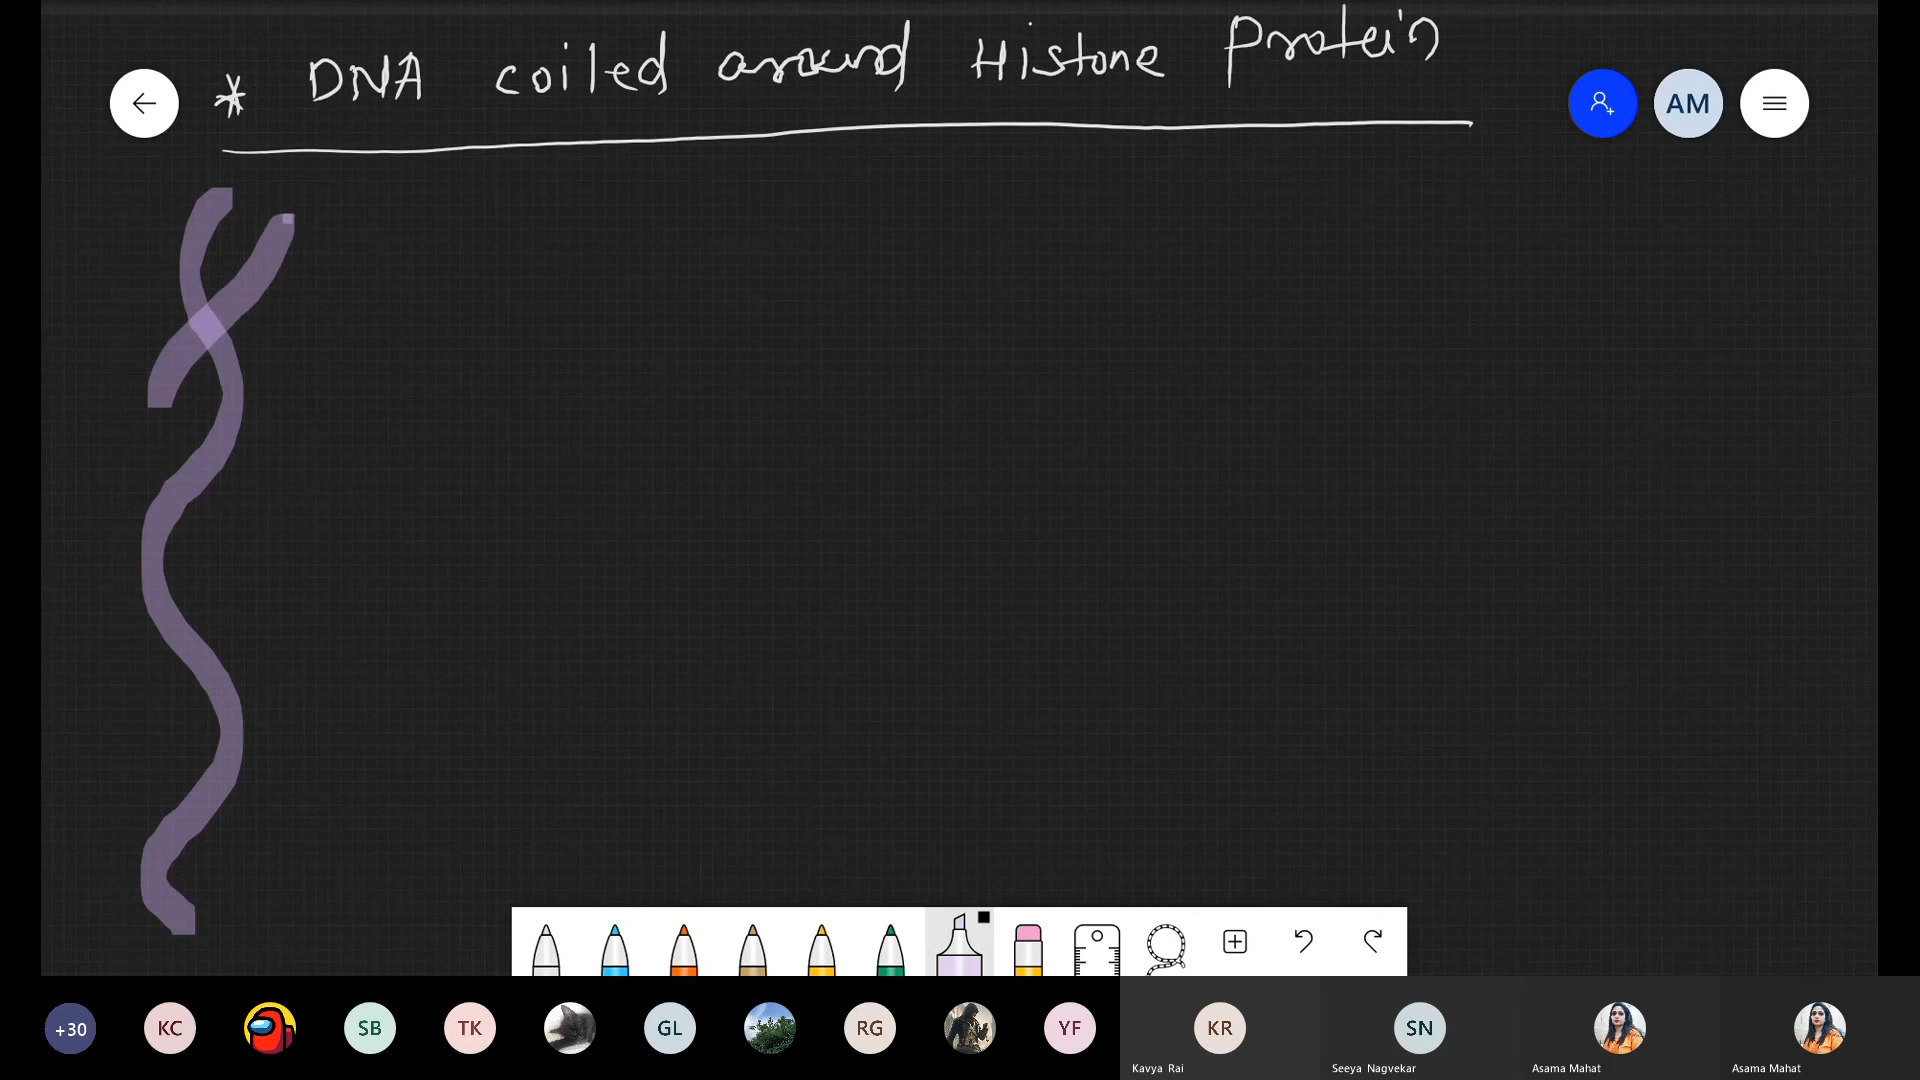 * DNA coiled around Histone Protein
AM
+30
KC
SB
TK
GL
RG
YF
KR
SN
Kavya Rai
Seeya Nagvekar
Asama Mahat
Asama Mahat